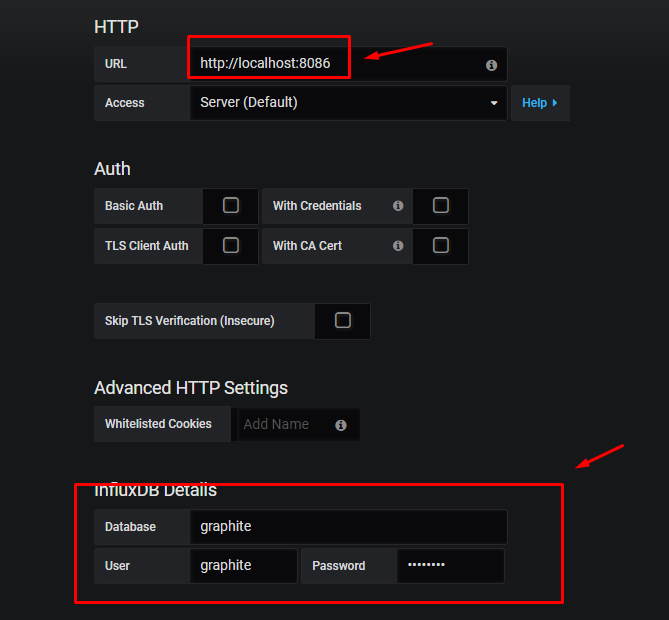 HTTP
URL http://localhost:8086
Access Server (Default) Help
Auth
Basic Auth With Credentials
TLS Client Auth With CA Cert
Skip TLS Verification (Insecure)
Advanced HTTP Settings
Whitelisted Cookies Add Name
InfluxDB Details
Database graphite
User graphite Password ••••••••